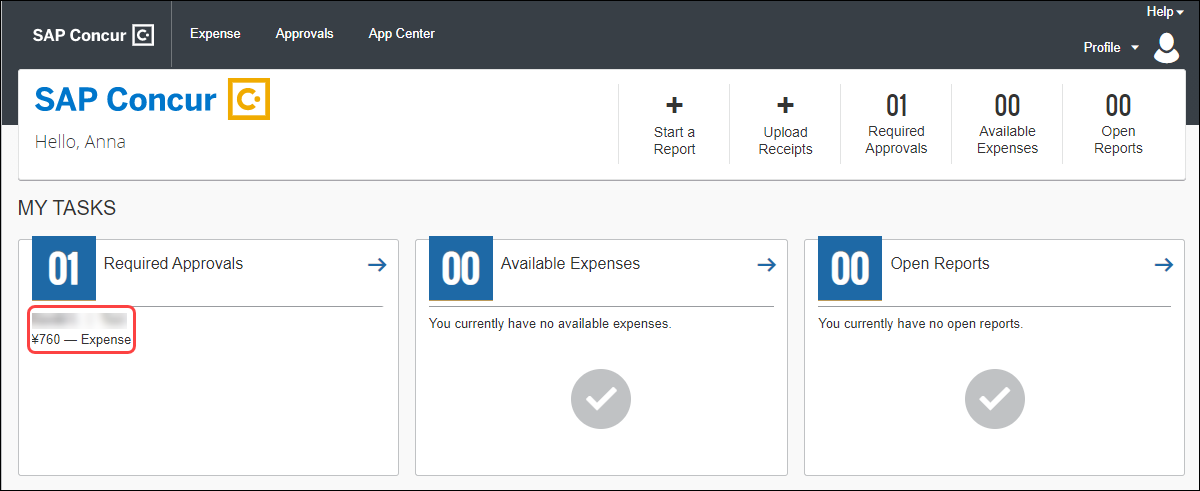 Help
SAP Concur
Expense
Approvals
App Center
Profile
SAP Concur
Hello, Anna
+
Start a
Report
+
Upload
Receipts
01
Required
Approvals
00
Available
Expenses
00
Open
Reports
MY TASKS
01
Required Approvals
¥760 — Expense
00
Available Expenses
You currently have no available expenses.
00
Open Reports
You currently have no open reports.